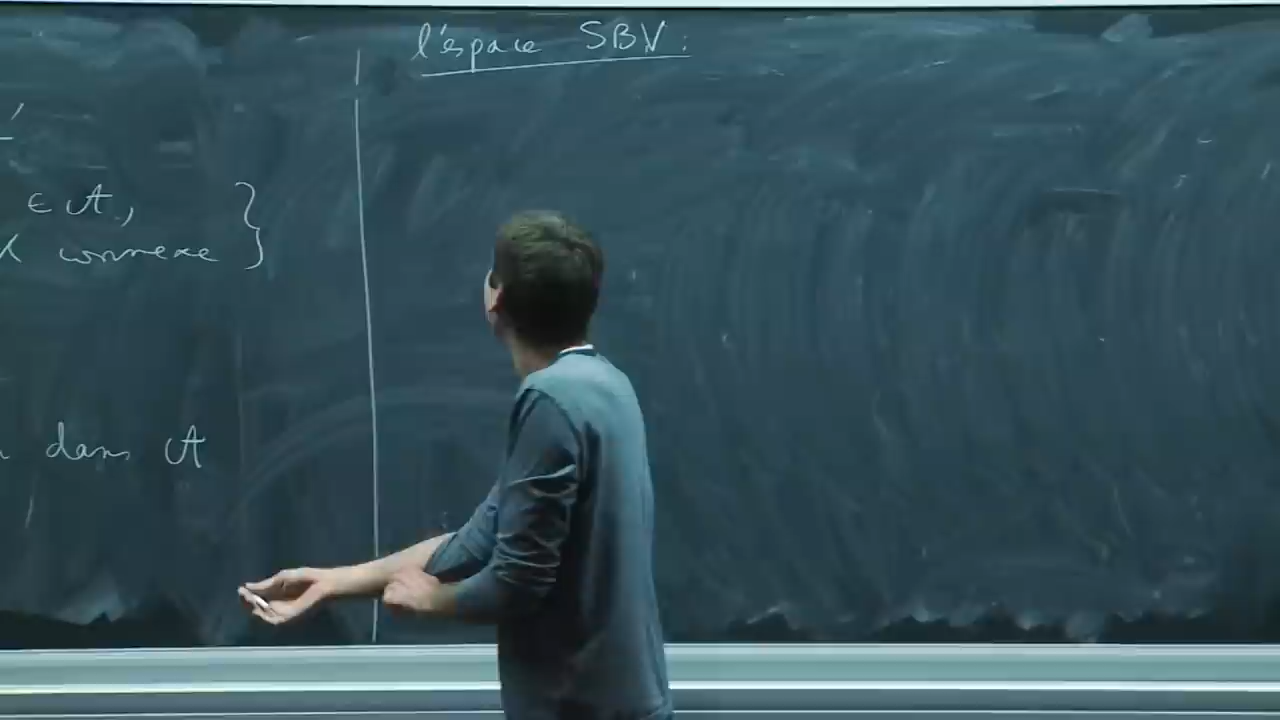 l'espace SBV :
∈ A, }
connexe
dans A